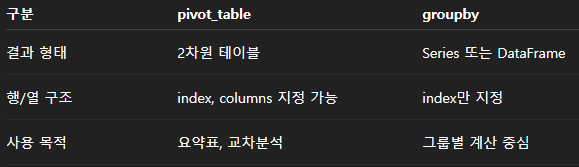 구분 pivot_table groupby
결과 형태 2차원 테이블 Series 또는 DataFrame
행/열 구조 index, columns 지정 가능 index만 지정
사용 목적 요약표, 교차분석 그룹별 계산 중심